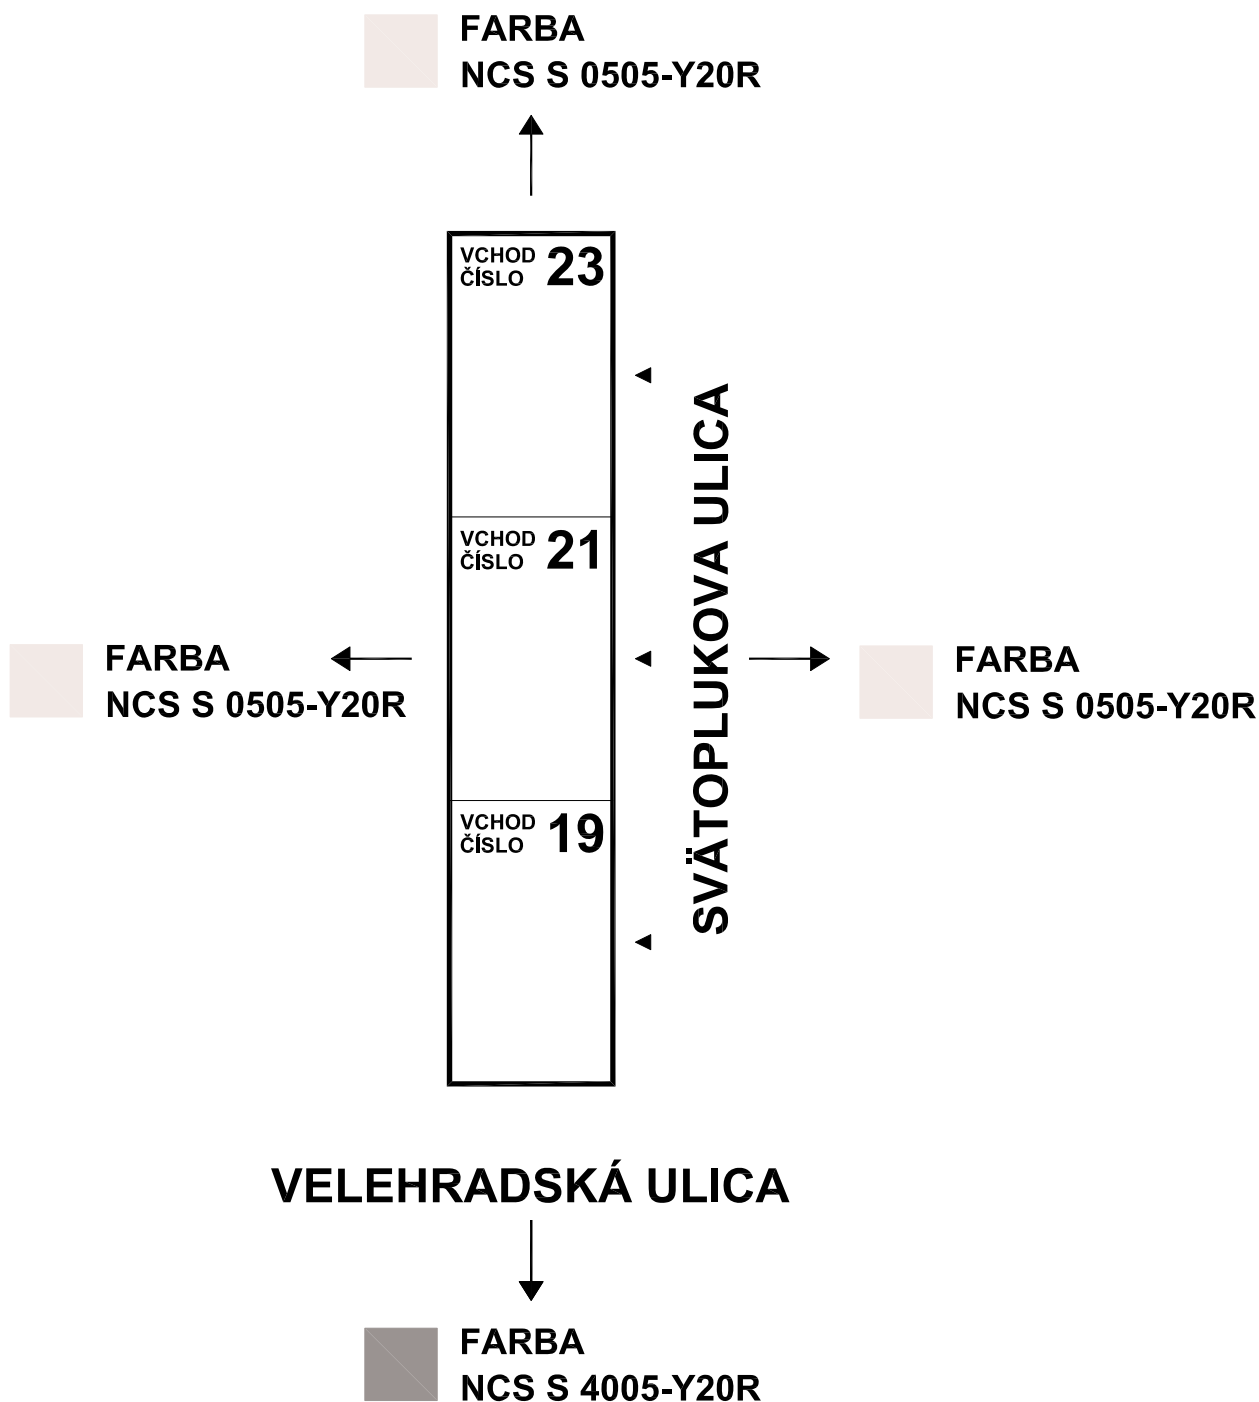 FARBA
NCS S 0505-Y20R
VCHOD
ČÍSLO
23
VCHOD
ČÍSLO
21
SVÄTOPLUKOVA ULICA
FARBA
NCS S 0505-Y20R
FARBA
NCS S 0505-Y20R
VCHOD
ČÍSLO
19
VELEHRADSKÁ ULICA
FARBA
NCS S 4005-Y20R